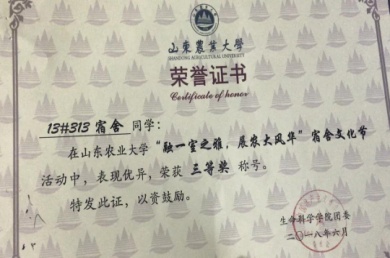 山东农业大学
SHANDONG AGRICULTURAL UNIVERSITY
荣誉证书
Certificate of honor
13#313 宿舍 同学:
在山东农业大学“融一室之雅,展农大风华”宿舍文化节
活动中,表现优异,荣获 三等奖 称号。
特发此证,以资鼓励。
生命科学学院团委
二〇一八年六月